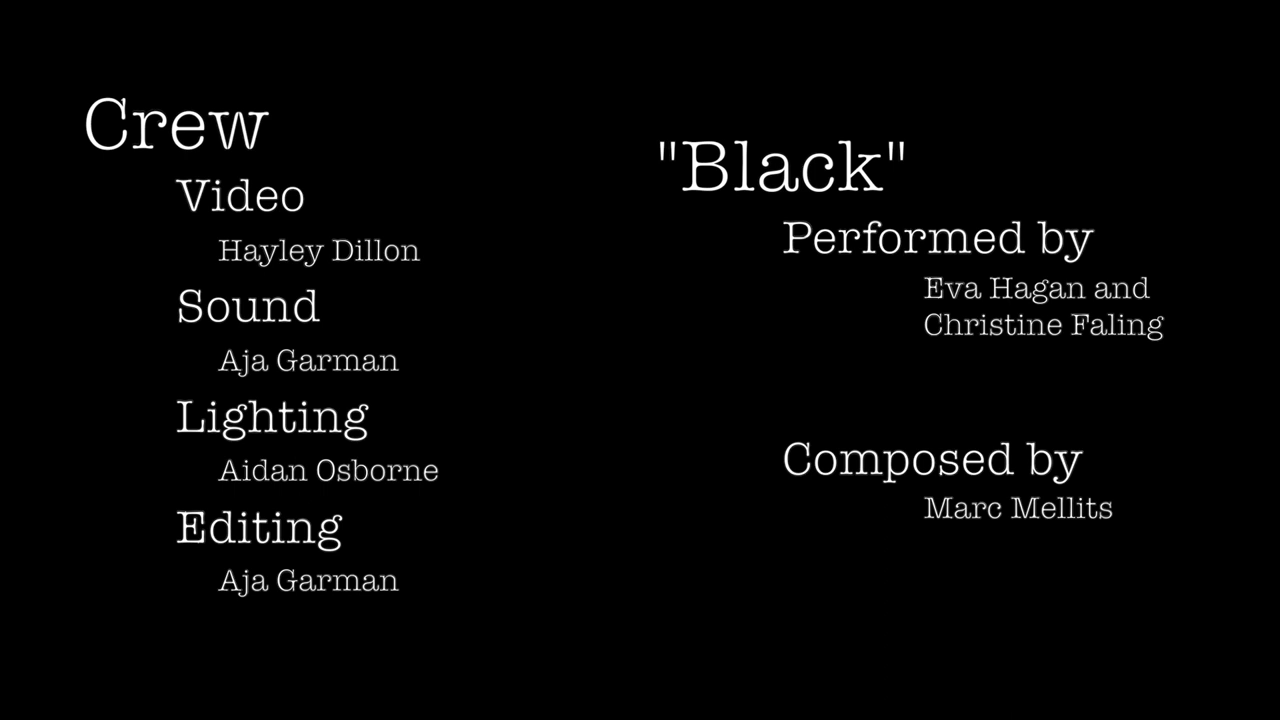 Crew
Video
Hayley Dillon
Sound
Aja Garman
Lighting
Aidan Osborne
Editing
Aja Garman
"Black"
Performed by
Eva Hagan and
Christine Faling
Composed by
Marc Mellits